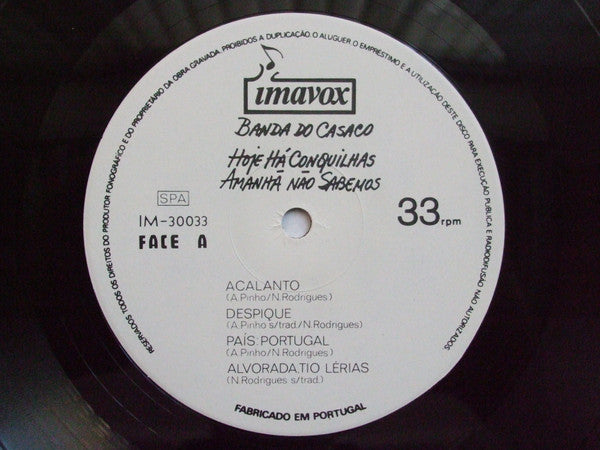 RESERVADOS TODOS OS DIREITOS DO PRODUTOR FONOGRÁFICO E DO PROPRIETÁRIO DA OBRA GRAVADA. PROIBIDOS A DUPLICAÇÃO. O ALUGUER. O EMPRÉSTIMO E A UTILIZAÇÃO DESTE DISCO PARA EXECUÇÃO PÚBLICA E RADIODIFUSÃO NÃO AUTORIZADOS
imavox
BANDA DO CASACO
HOJE HÁ CONQUILHAS
AMANHÃ NÃO SABEMOS
SPA
IM-30033
FACE A
33 rpm
ACALANTO
(A.Pinho/N.Rodrigues)
DESPIQUE
(A.Pinho s/trad./N.Rodrigues)
PAÍS: PORTUGAL
(A.Pinho/N.Rodrigues)
ALVORADA.TIO LÉRIAS
(N.Rodrigues s/trad.)
FABRICADO EM PORTUGAL